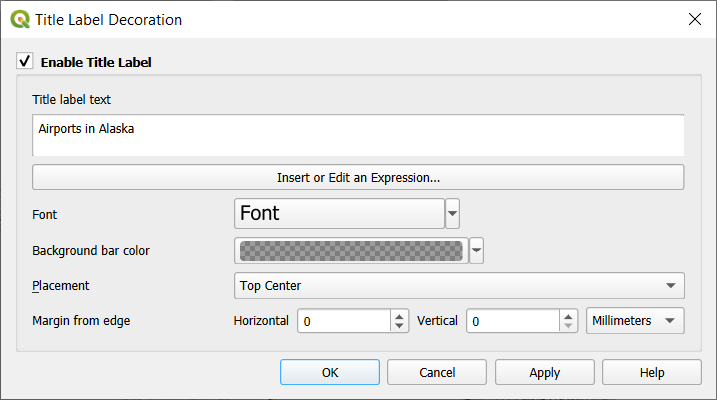 Title Label Decoration
Enable Title Label
Title label text
Airports in Alaska
Insert or Edit an Expression...
Font Font
Background bar color
Placement Top Center
Margin from edge Horizontal 0 Vertical 0 Millimeters
OK Cancel Apply Help